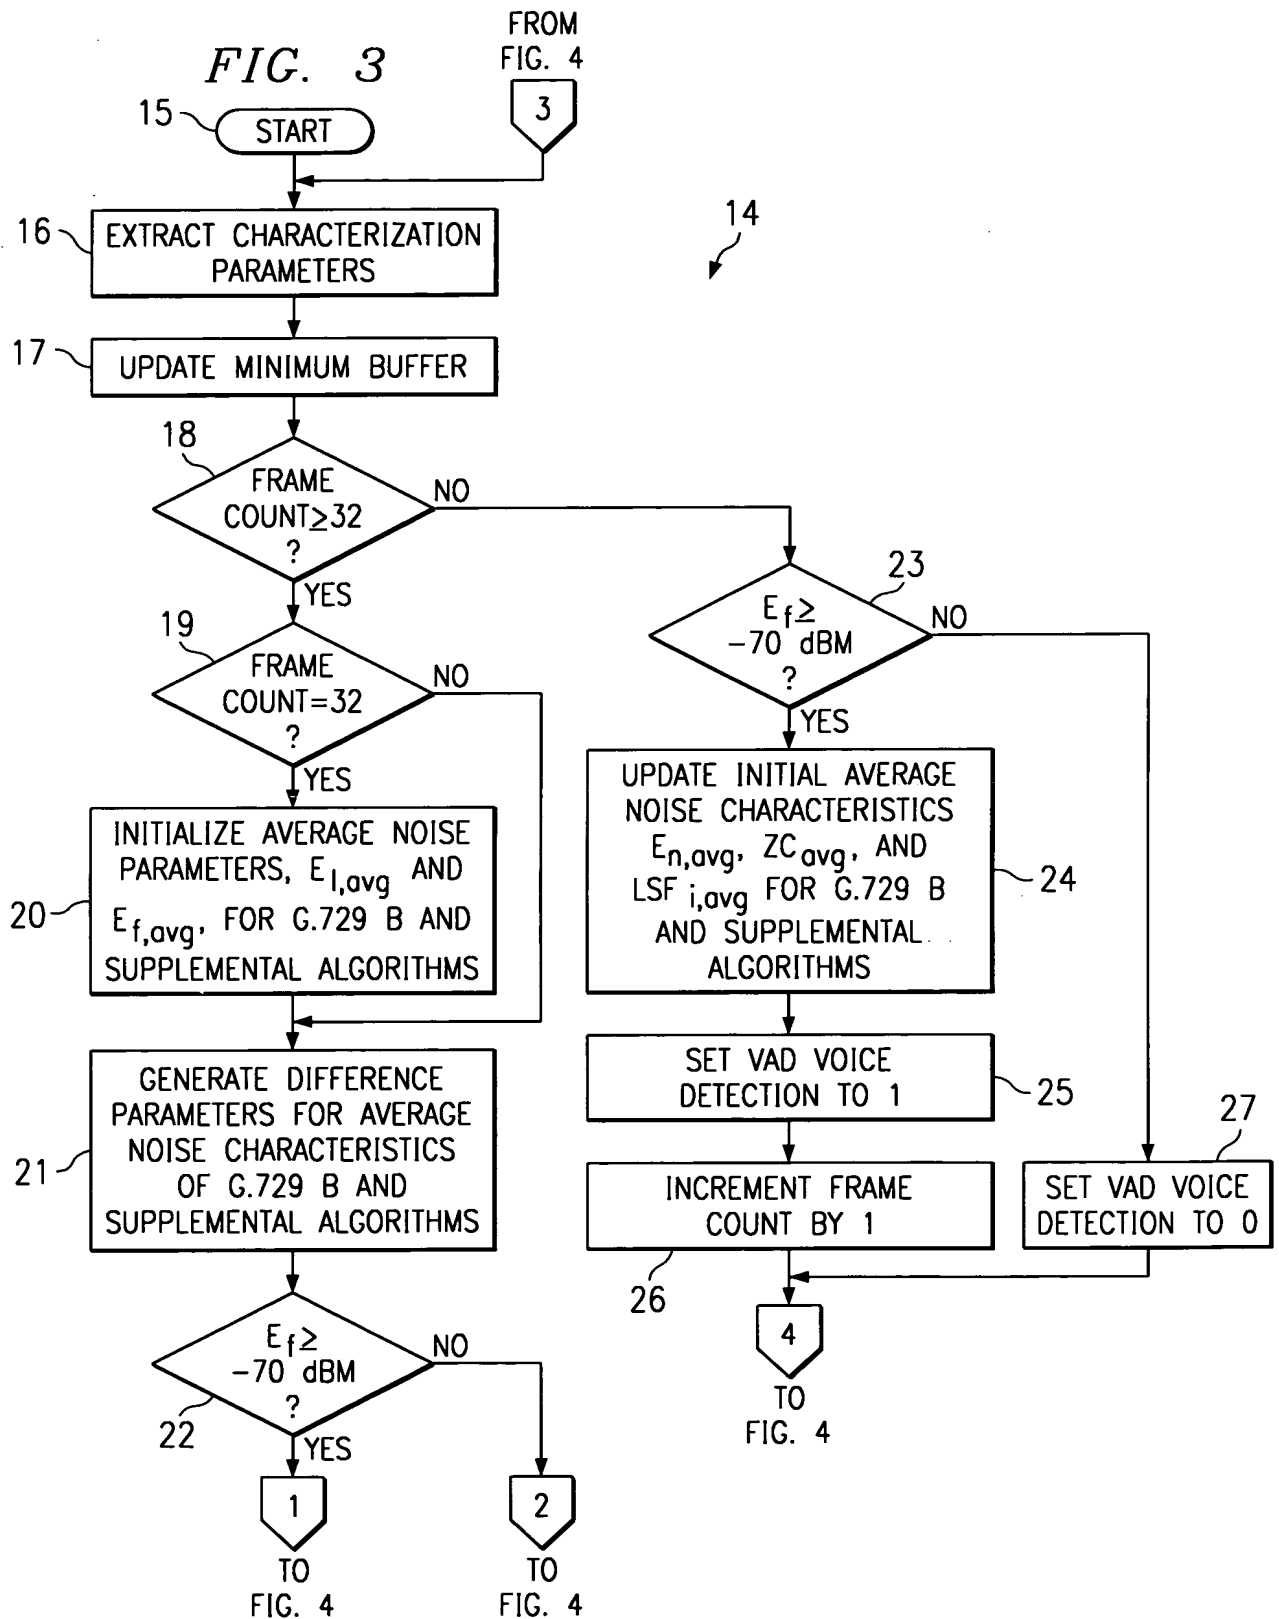 FROM
FIG. 4
FIG. 3
3
15
START
14
16
EXTRACT CHARACTERIZATION
PARAMETERS
17
UPDATE MINIMUM BUFFER
18
FRAME
COUNT≥32
?
NO
YES
23
E_f≥
-70 dBM
?
NO
YES
19
FRAME
COUNT=32
?
NO
YES
20
INITIALIZE AVERAGE NOISE
PARAMETERS, E_l,avg AND
E_f,avg, FOR G.729 B AND
SUPPLEMENTAL ALGORITHMS
24
UPDATE INITIAL AVERAGE
NOISE CHARACTERISTICS
E_n,avg, ZC_avg, AND
LSF_i,avg FOR G.729 B
AND SUPPLEMENTAL
ALGORITHMS
21
GENERATE DIFFERENCE
PARAMETERS FOR AVERAGE
NOISE CHARACTERISTICS
OF G.729 B AND
SUPPLEMENTAL ALGORITHMS
SET VAD VOICE
DETECTION TO 1
25
INCREMENT FRAME
COUNT BY 1
26
27
SET VAD VOICE
DETECTION TO 0
4
TO
FIG. 4
22
E_f≥
-70 dBM
?
NO
YES
1
TO
FIG. 4
2
TO
FIG. 4